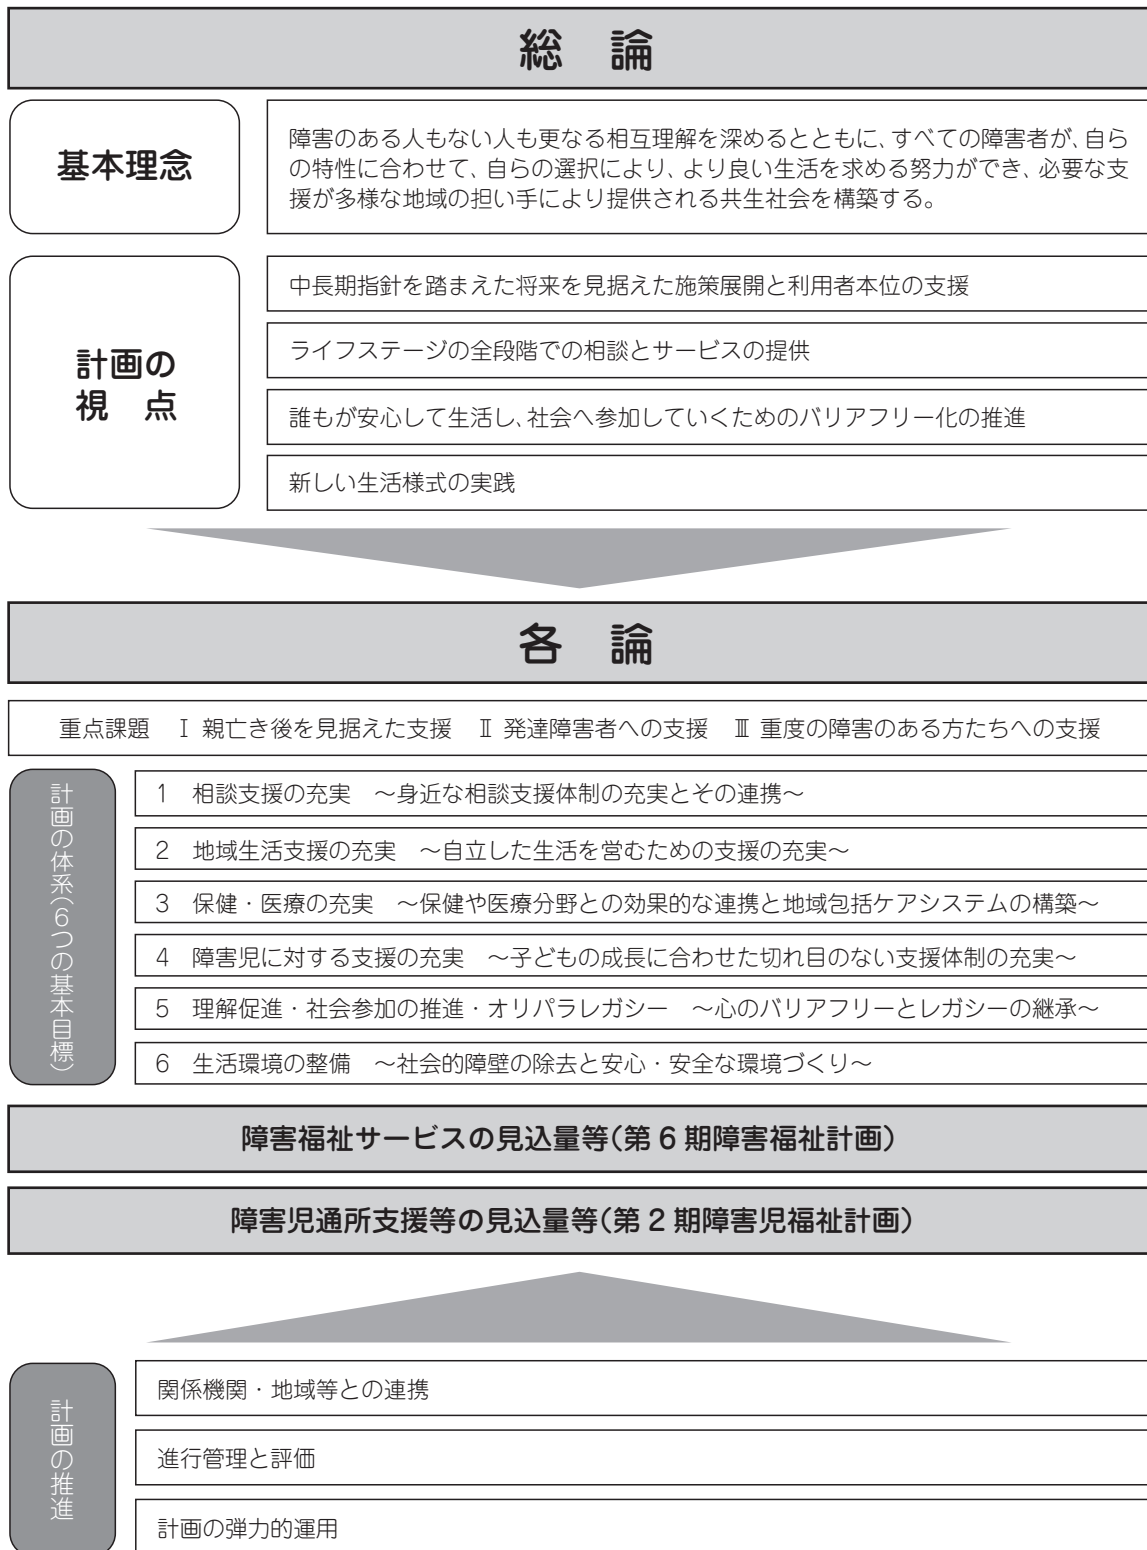 総　論
基本理念
障害のある人もない人も更なる相互理解を深めるとともに、すべての障害者が、自ら
の特性に合わせて、自らの選択により、より良い生活を求める努力ができ、必要な支
援が多様な地域の担い手により提供される共生社会を構築する。
計画の
視　点
中長期指針を踏まえた将来を見据えた施策展開と利用者本位の支援
ライフステージの全段階での相談とサービスの提供
誰もが安心して生活し、社会へ参加していくためのバリアフリー化の推進
新しい生活様式の実践
各　論
重点課題　Ⅰ 親亡き後を見据えた支援　Ⅱ 発達障害者への支援　Ⅲ 重度の障害のある方たちへの支援
計画の体系（６つの基本目標）
1　相談支援の充実　～身近な相談支援体制の充実とその連携～
2　地域生活支援の充実　～自立した生活を営むための支援の充実～
3　保健・医療の充実　～保健や医療分野との効果的な連携と地域包括ケアシステムの構築～
4　障害児に対する支援の充実　～子どもの成長に合わせた切れ目のない支援体制の充実～
5　理解促進・社会参加の推進・オリパラレガシー　～心のバリアフリーとレガシーの継承～
6　生活環境の整備　～社会的障壁の除去と安心・安全な環境づくり～
障害福祉サービスの見込量等（第６期障害福祉計画）
障害児通所支援等の見込量等（第２期障害児福祉計画）
計画の推進
関係機関・地域等との連携
進行管理と評価
計画の弾力的運用